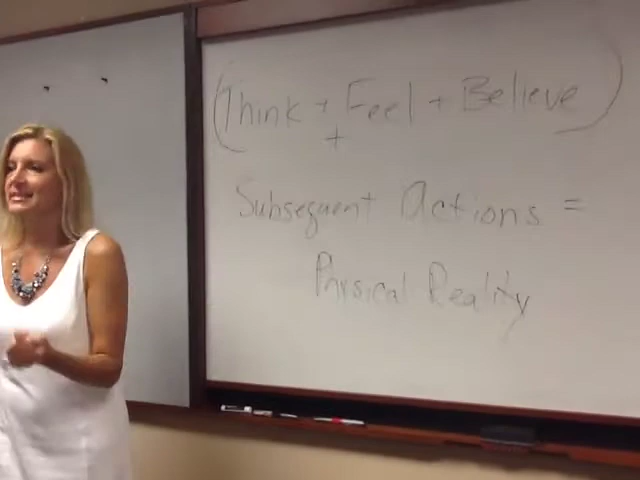 (Think + Feel + Believe)
+
Subsequent Actions =
Physical Reality